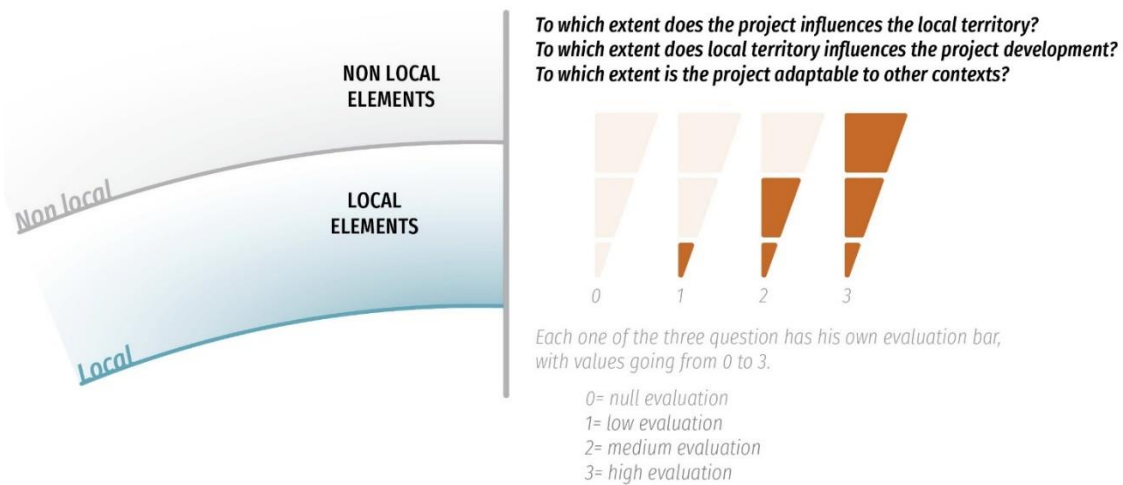 NON LOCAL
ELEMENTS
Non local
LOCAL
ELEMENTS
Local
To which extent does the project influences the local territory?
To which extent does local territory influences the project development?
To which extent is the project adaptable to other contexts?
0 1 2 3
Each one of the three question has his own evaluation bar,
with values going from 0 to 3.
0= null evaluation
1= low evaluation
2= medium evaluation
3= high evaluation